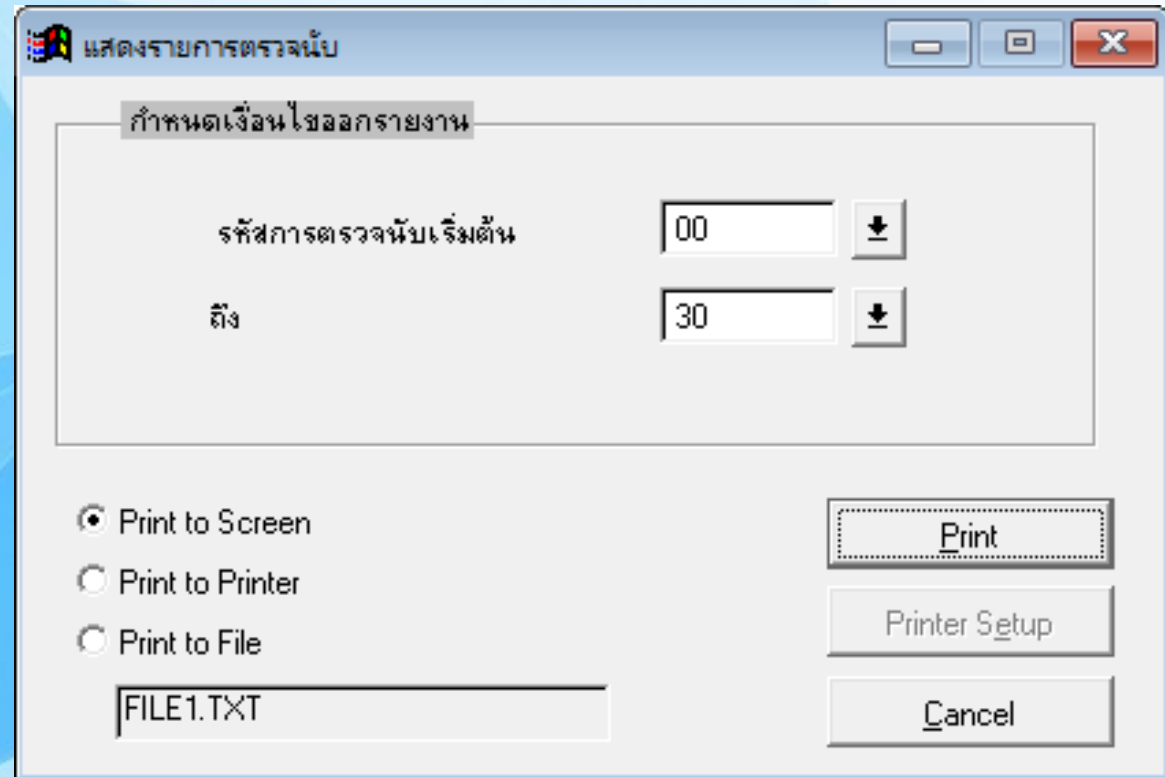 แสดงรายการตรวจนับ
กำหนดเงื่อนไขออกรายงาน
รหัสการตรวจนับเริ่มต้น 00
ถึง 30
Print to Screen
Print to Printer
Print to File
FILE1.TXT
Print
Printer Setup
Cancel